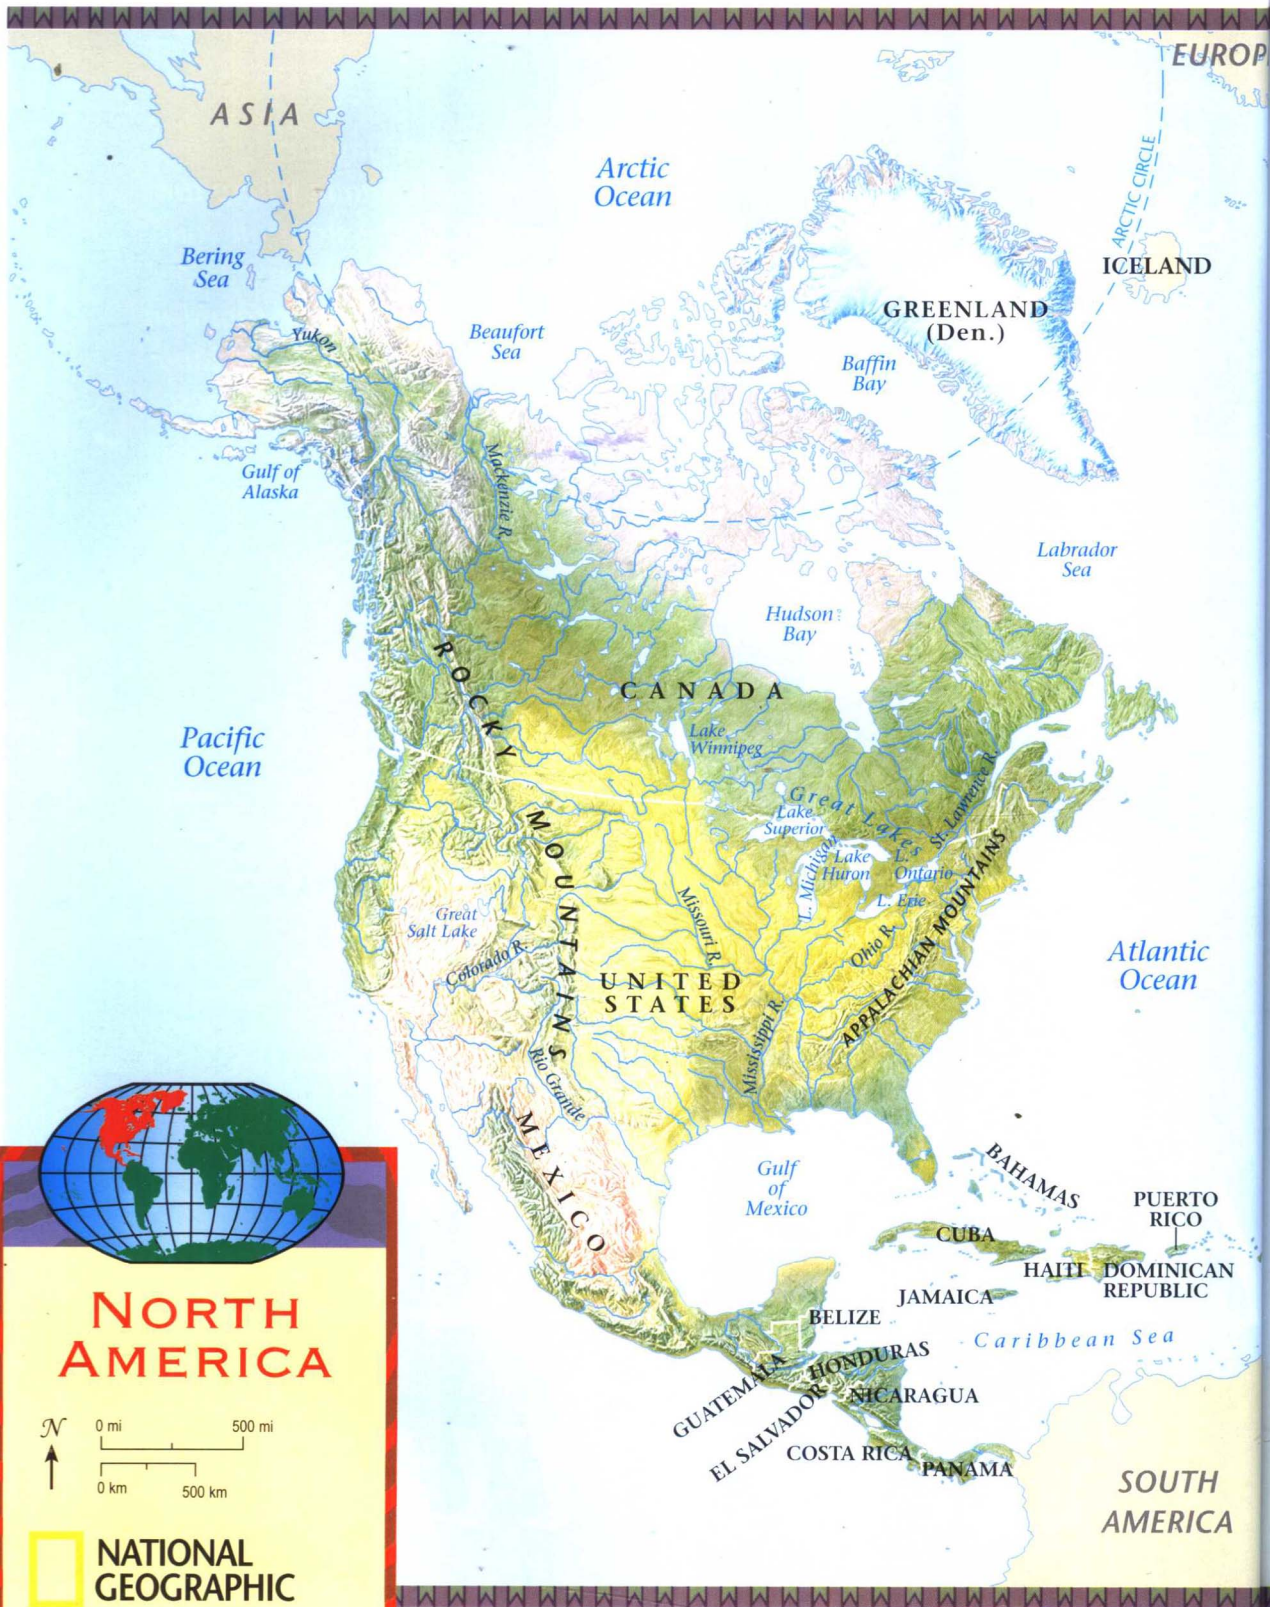 EUROP
ASIA
Arctic
Ocean
ARCTIC CIRCLE
Bering
Sea
ICELAND
GREENLAND
(Den.)
Beaufort
Sea
Yukon
Baffin
Bay
Gulf of
Alaska
Mackenzie R.
Labrador
Sea
Hudson
Bay
ROCKY MOUNTAINS
CANADA
Pacific
Ocean
Lake
Winnipeg
Great Lakes
St. Lawrence R.
Lake
Superior
L. Michigan
Lake
Huron
L.
Ontario
L. Erie
Great
Salt Lake
Missouri R.
Ohio R.
APPALACHIAN MOUNTAINS
Colorado R.
Atlantic
Ocean
UNITED
STATES
Mississippi R.
Rio Grande
MEXICO
Gulf
of
Mexico
BAHAMAS
PUERTO
RICO
CUBA
HAITI
DOMINICAN
REPUBLIC
JAMAICA
BELIZE
Caribbean Sea
HONDURAS
GUATEMALA
NICARAGUA
EL SALVADOR
COSTA RICA
PANAMA
SOUTH
AMERICA
NORTH
AMERICA
N
0 mi 500 mi
0 km 500 km
NATIONAL
GEOGRAPHIC